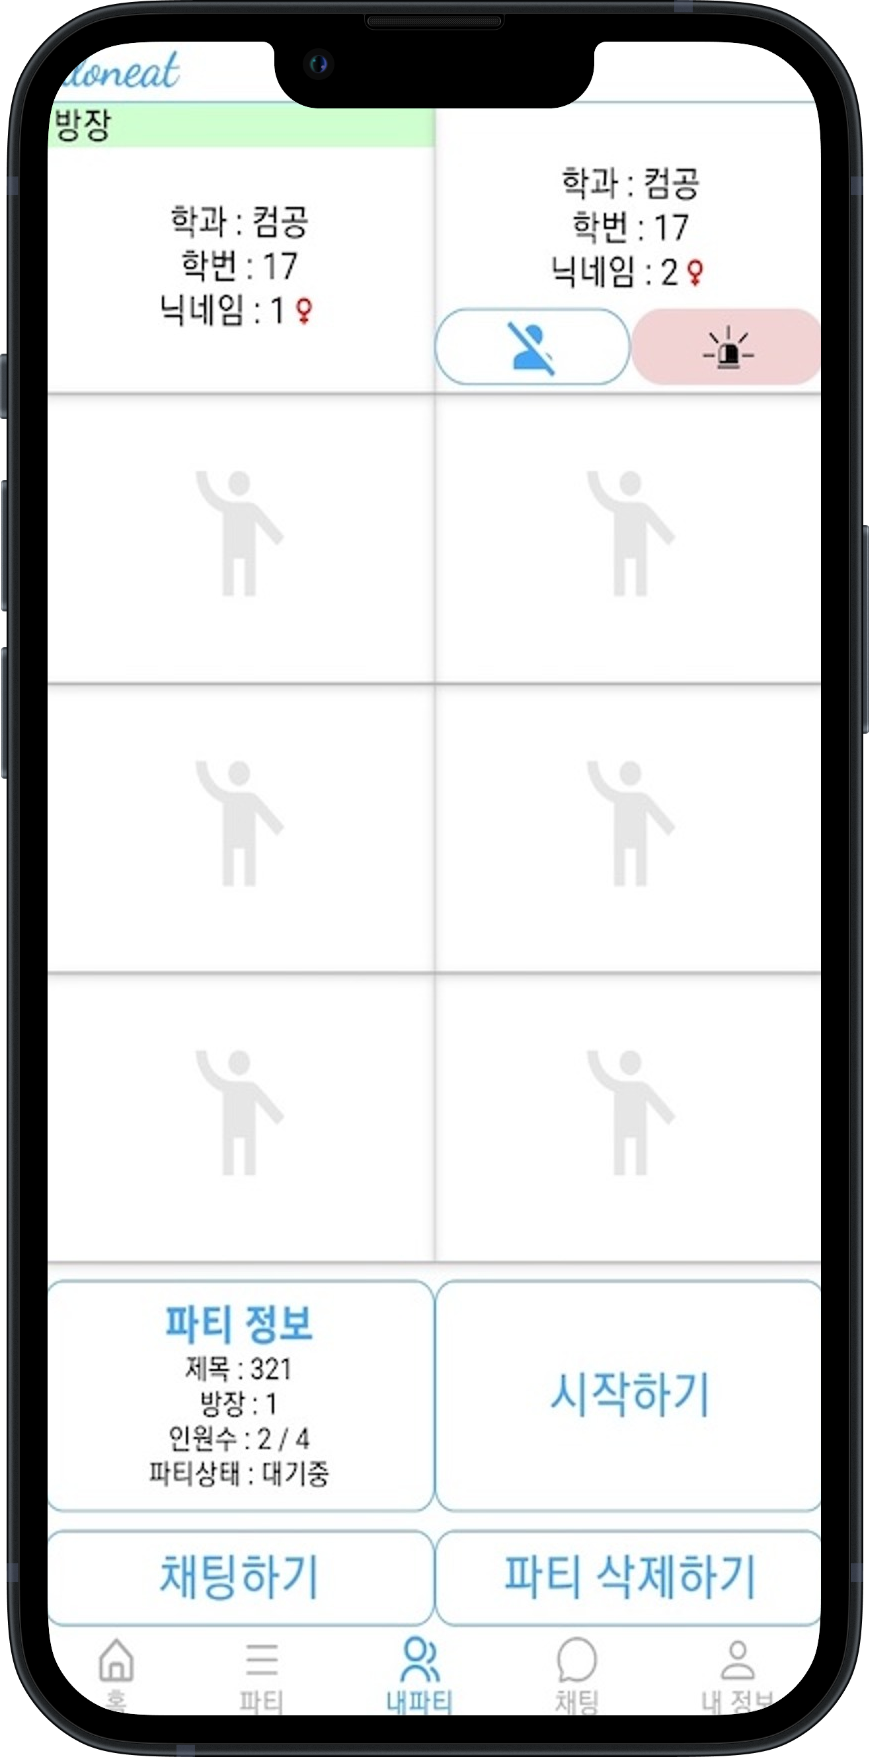 doneat
방장
학과 : 컴공
학번 : 17
닉네임 : 1
학과 : 컴공
학번 : 17
닉네임 : 2
파티 정보
제목 : 321
방장 : 1
인원수 : 2 / 4
파티상태 : 대기중
시작하기
채팅하기
파티 삭제하기
홈
파티
내파티
채팅
내 정보